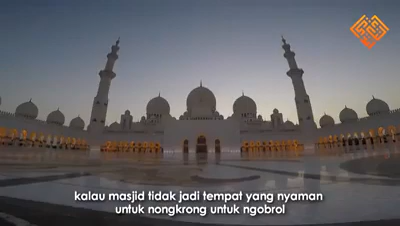 kalau masjid tidak jadi tempat yang nyaman
untuk nongkrong untuk ngobrol